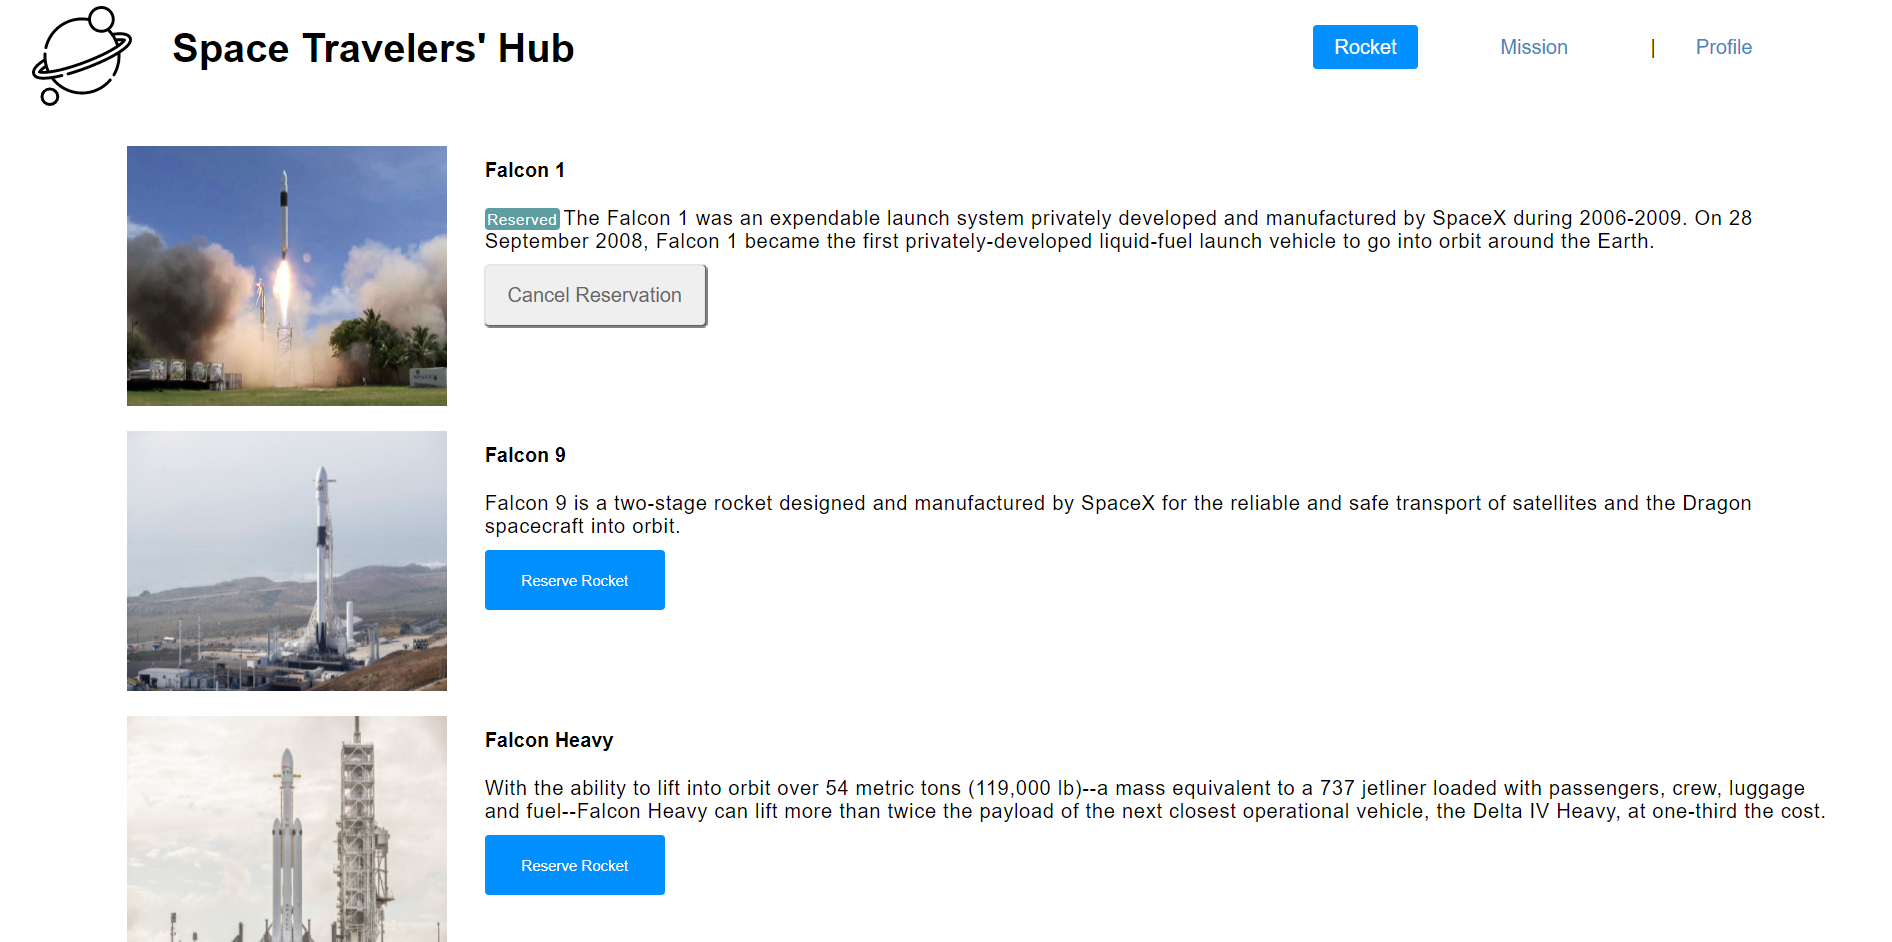 Space Travelers' Hub
Rocket
Mission
|
Profile
Falcon 1
Reserved The Falcon 1 was an expendable launch system privately developed and manufactured by SpaceX during 2006-2009. On 28
September 2008, Falcon 1 became the first privately-developed liquid-fuel launch vehicle to go into orbit around the Earth.
Cancel Reservation
Falcon 9
Falcon 9 is a two-stage rocket designed and manufactured by SpaceX for the reliable and safe transport of satellites and the Dragon
spacecraft into orbit.
Reserve Rocket
Falcon Heavy
With the ability to lift into orbit over 54 metric tons (119,000 lb)--a mass equivalent to a 737 jetliner loaded with passengers, crew, luggage
and fuel--Falcon Heavy can lift more than twice the payload of the next closest operational vehicle, the Delta IV Heavy, at one-third the cost.
Reserve Rocket